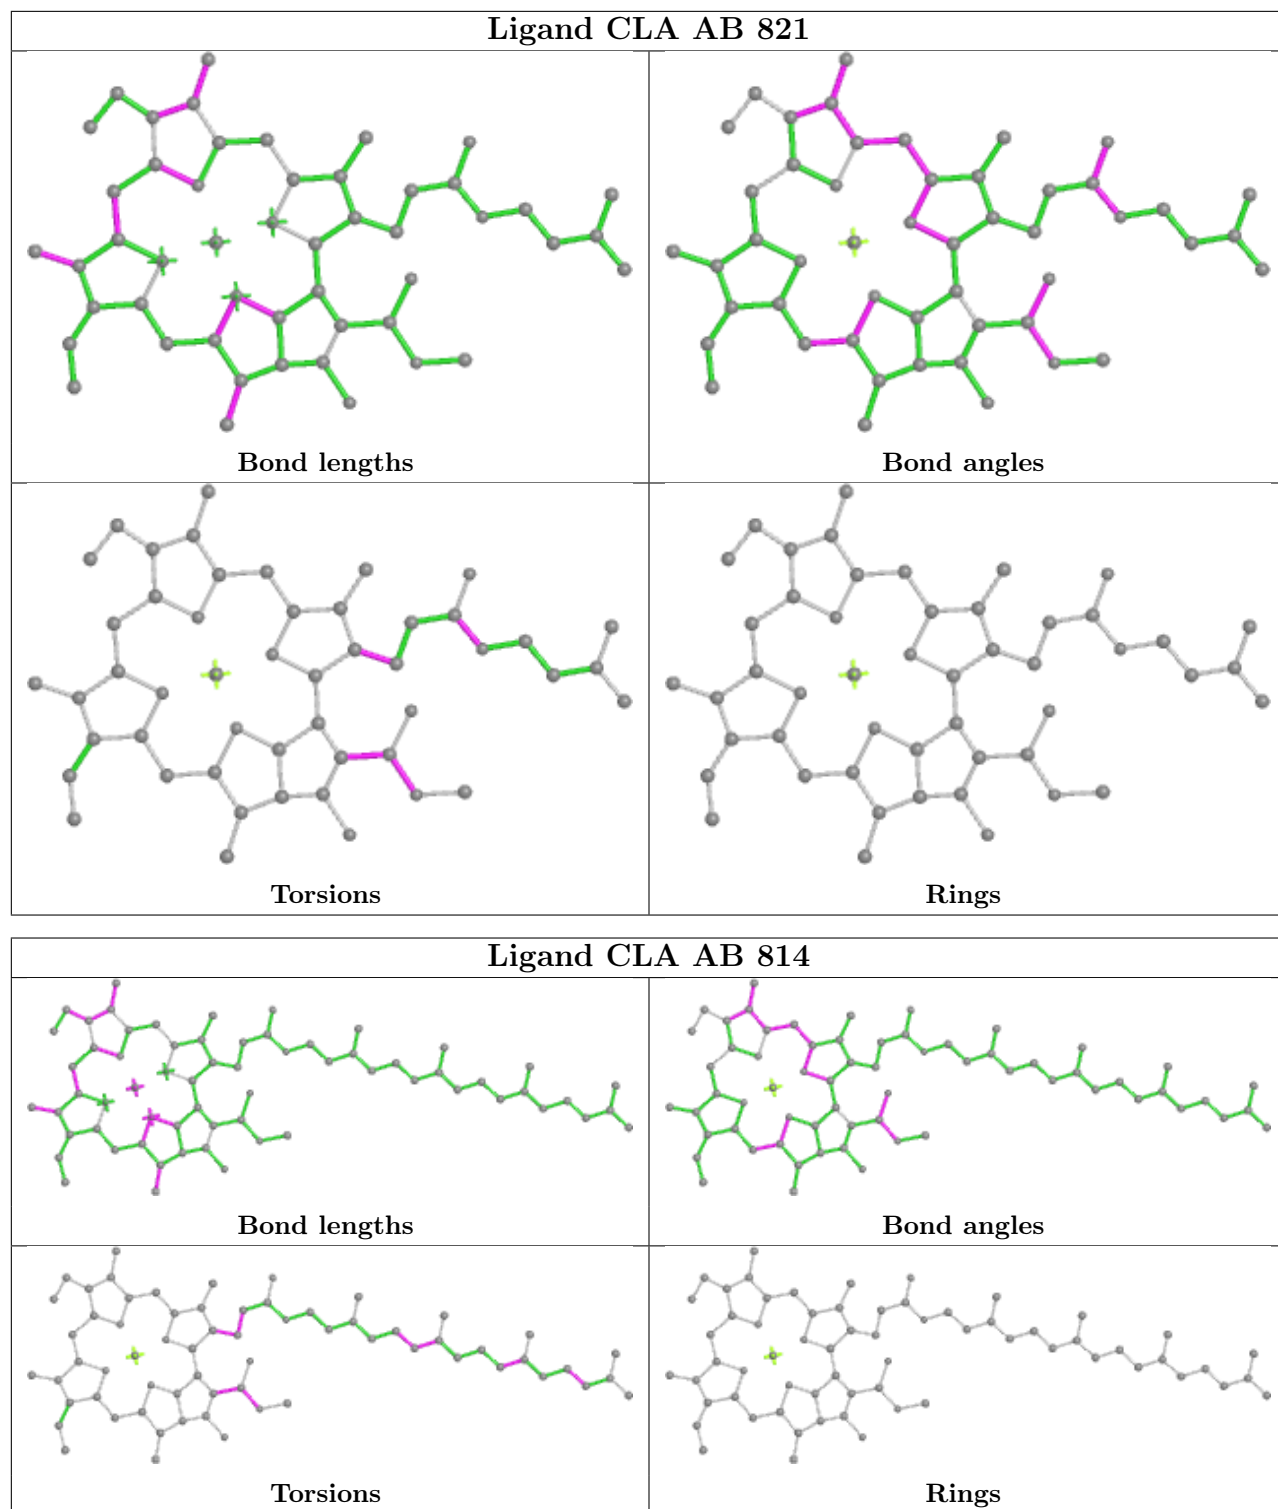 Ligand CLA AB 821
Bond lengths
Bond angles
Torsions
Rings
Ligand CLA AB 814
Bond lengths
Bond angles
Torsions
Rings